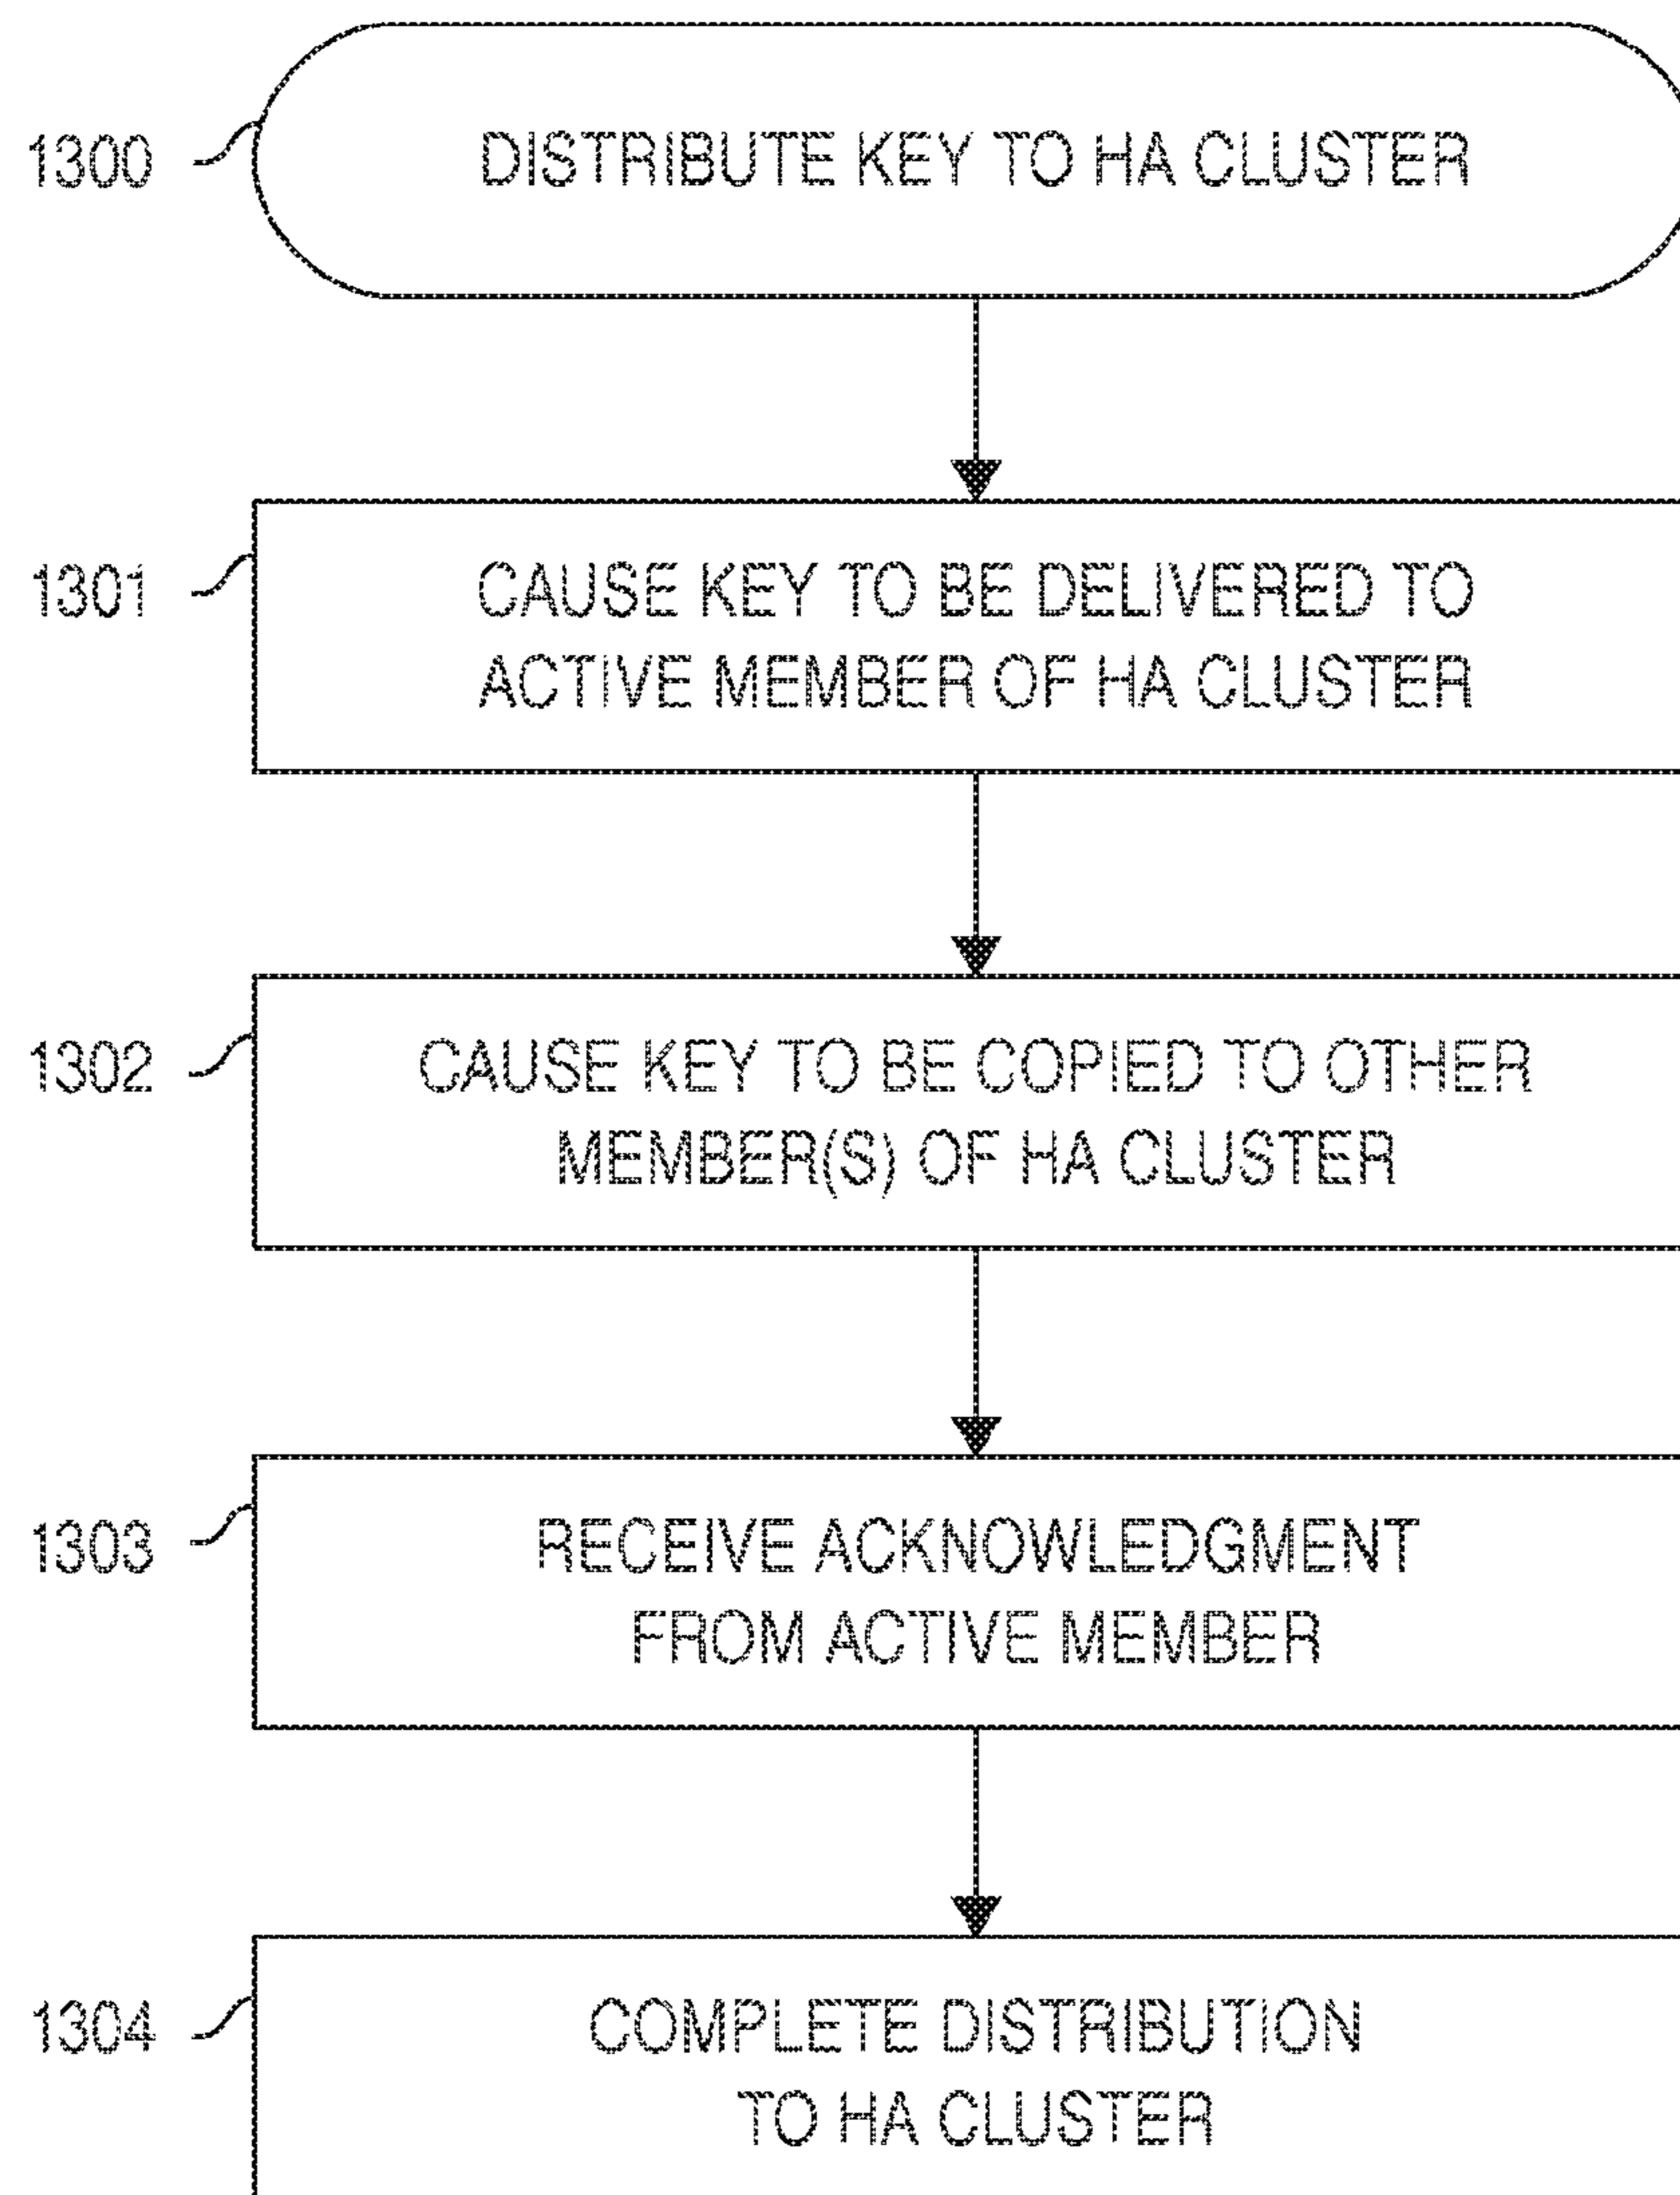 1300 DISTRIBUTE KEY TO HA CLUSTER
1301 CAUSE KEY TO BE DELIVERED TO
ACTIVE MEMBER OF HA CLUSTER
1302 CAUSE KEY TO BE COPIED TO OTHER
MEMBER(S) OF HA CLUSTER
1303 RECEIVE ACKNOWLEDGMENT
FROM ACTIVE MEMBER
1304 COMPLETE DISTRIBUTION
TO HA CLUSTER